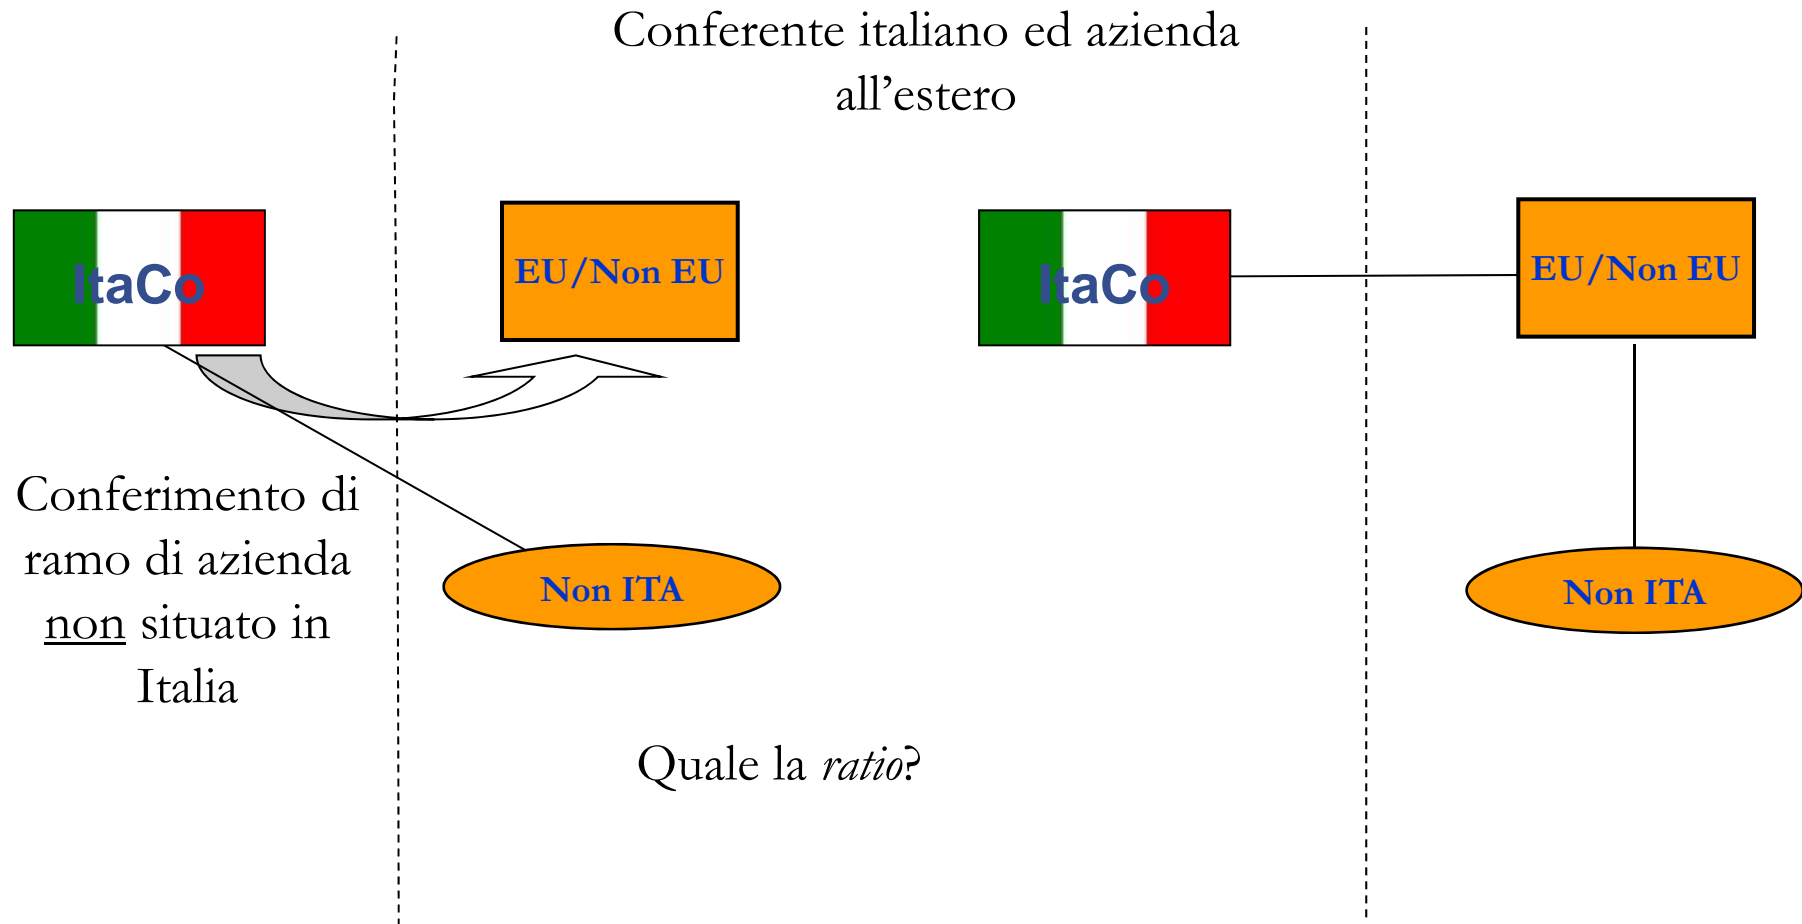 Conferente italiano ed azienda
all’estero
ItaCo
EU/Non EU
ItaCo
EU/Non EU
Conferimento di
ramo di azienda
non situato in
Italia
Non ITA
Non ITA
Quale la ratio?